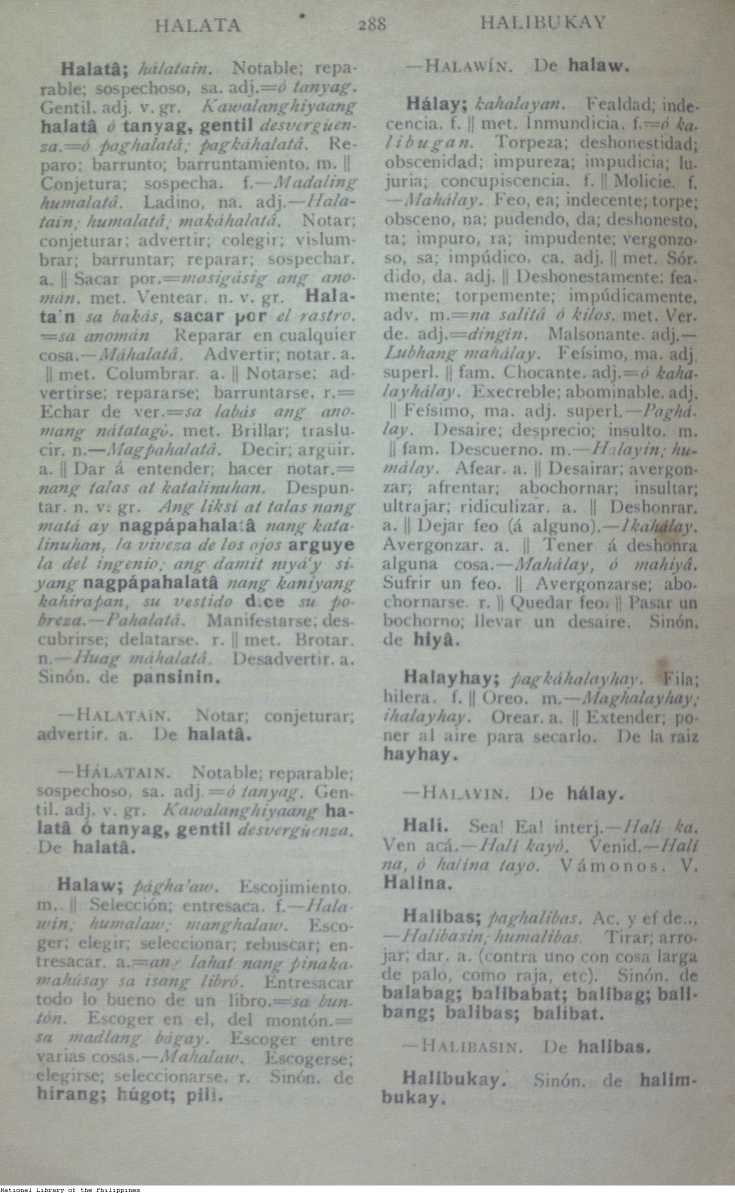 HALATA 288 HALIBUKAY
Halatâ; hálatain. Notable; repa-
rable; sospechoso, sa. adj.=ó tanyag.
Gentil. adj. v. gr. Kawalanghiyaang
halatâ ó tanyag, gentil desvergüen-
za.=ó paghalatá; pagkáhalatá. Re-
paro; barrunto; barruntamiento. m. ||
Conjetura; sospecha. f.—Madaling
humalatá. Ladino, na. adj.—Hala-
tain; humalatá; makáhalatá. Notar;
conjeturar; advertir; colegir; vislum-
brar; barruntar; reparar; sospechar.
a. || Sacar por.=masigásig ang ano-
mán. met. Ventear. n. v. gr. Hala-
ta'n sa bakás, sacar por el rastro.
=sa anomán Reparar en cualquier
cosa.—Máhalatá. Advertir; notar. a.
|| met. Columbrar. a. || Notarse; ad-
vertirse; repararse; barruntarse. r.=
Echar de ver.=sa labás ang ano-
mang nátatagò. met. Brillar; traslu-
cir. n.—Magpahalatá. Decir; argüir.
a. || Dar á entender; hacer notar.=
nang talas at katalinuhan. Despun-
tar. n. v. gr. Ang liksi at talas nang
matá ay nagpápahalatâ nang kata-
linuhan, la viveza de los ojos arguye
la del ingenio; ang damit niyá'y si-
yang nagpápahalatâ nang kaniyang
kahirapan, su vestido dice su po-
breza.—Pahalatá. Manifestarse; des-
cubrirse; delatarse. r. || met. Brotar.
n.—Huag máhalatá. Desadvertir. a.
Sinón. de pansinin.
—HALATAIN. Notar; conjeturar;
advertir. a. De halatâ.
—HÁLATAIN. Notable; reparable;
sospechoso, sa. adj.=ó tanyag. Gen-
til. adj. v. gr. Kawalanghiyaang ha-
latâ ó tanyag, gentil desvergüenza.
De halatâ.
Halaw; págha'aw. Escojimiento.
m. || Selección; entresaca. f.—Hala-
win; humalaw; manghalaw. Esco-
ger; elegir; seleccionar; rebuscar; en-
tresacar. a.=ang lahat nang pinaka-
mahúsay sa isang libró. Entresacar
todo lo bueno de un libro.=sa bun-
tón. Escoger en el, del montón.=
sa madlang bágay. Escoger entre
varias cosas.—Mahalaw. Escogerse;
elegirse; seleccionarse. r. Sinón. de
hirang; húgot; pili.
—HALAWÍN. De halaw.
Hálay; kahalayan. Fealdad; inde-
cencia. f. || met. Inmundicia. f.=ó ka-
libugan. Torpeza; deshonestidad;
obscenidad; impureza; impudicia; lu-
juria; concupiscencia. f. || Molicie. f.
—Mahálay. Feo, ea; indecente; torpe;
obsceno, na; pudendo, da; deshonesto,
ta; impuro, ra; impudente; vergonzo-
so, sa; impúdico, ca. adj. || met. Sór-
dido, da. adj. || Deshonestamente; fea-
mente; torpemente; impúdicamente,
adv. m.=na salitá ó kilos. met. Ver-
de. adj.=dingin. Malsonante. adj.—
Lubhang mahálay. Feísimo, ma. adj.
superl. || fam. Chocante. adj.=ó kaha-
layhálay. Execreble; abominable. adj.
|| Feísimo, ma. adj. superl.—Paghá-
lay. Desaire; desprecio; insulto. m.
|| fam. Descuerno. m.—Halayin; hu-
málay. Afear. a. || Desairar; avergon-
zar; afrentar; abochornar; insultar;
ultrajar; ridiculizar. a. || Deshonrar.
a. || Dejar feo (á alguno).—Ikahálay.
Avergonzar. a. || Tener á deshonra
alguna cosa.—Mahálay, ó mahiyá.
Sufrir un feo. || Avergonzarse; abo-
chornarse. r. || Quedar feo. || Pasar un
bochorno; llevar un desaire. Sinón.
de hiyâ.
Halayhay; pagkáhalayhay. Fila;
hilera. f. || Oreo. m.—Maghalayhay;
ihalayhay. Orear. a. || Extender; po-
ner al aire para secarlo. De la raiz
hayhay.
—HALAYIN. De hálay.
Hali. Sea! Ea! interj.—Hali ka.
Ven acá.—Hali kayó. Venid.—Hali
na, ó halina tayo. Vámonos. V.
Halina.
Halibas; paghalibas. Ac. y ef de...
—Halibasin; humalibas. Tirar; arro-
jar; dar. a. (contra uno con cosa larga
de palo, como raja, etc). Sinón. de
balabag; balibabat; balibag; bali-
bang; balibas; balibat.
—HALIBASIN. De halibas.
Halibukay. Sinón. de halim-
bukay.
National Library of the Philippines